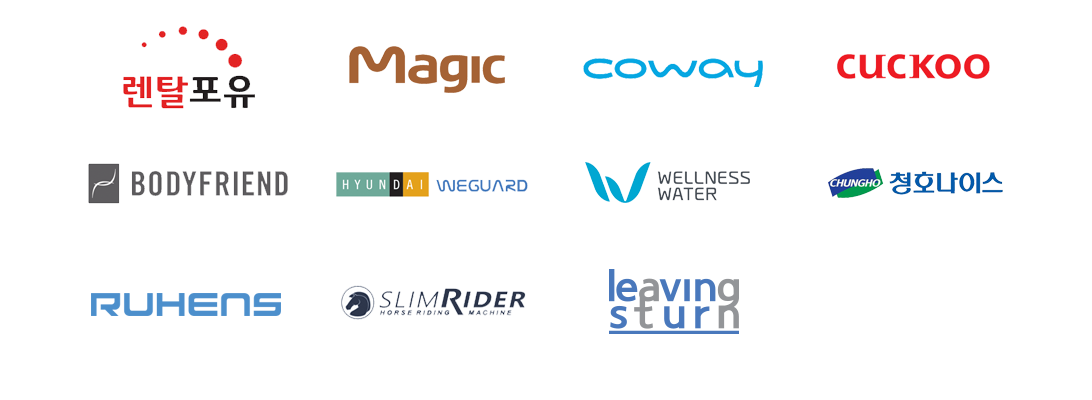 렌탈포유
Magic
coway
CUCKOO
BODYFRIEND
HYUNDAI WEGUARD
WELLNESS
WATER
CHUNGHO 청호나이스
RUHENS
SLIMRIDER
HORSE RIDING MACHINE
leaving
sturn